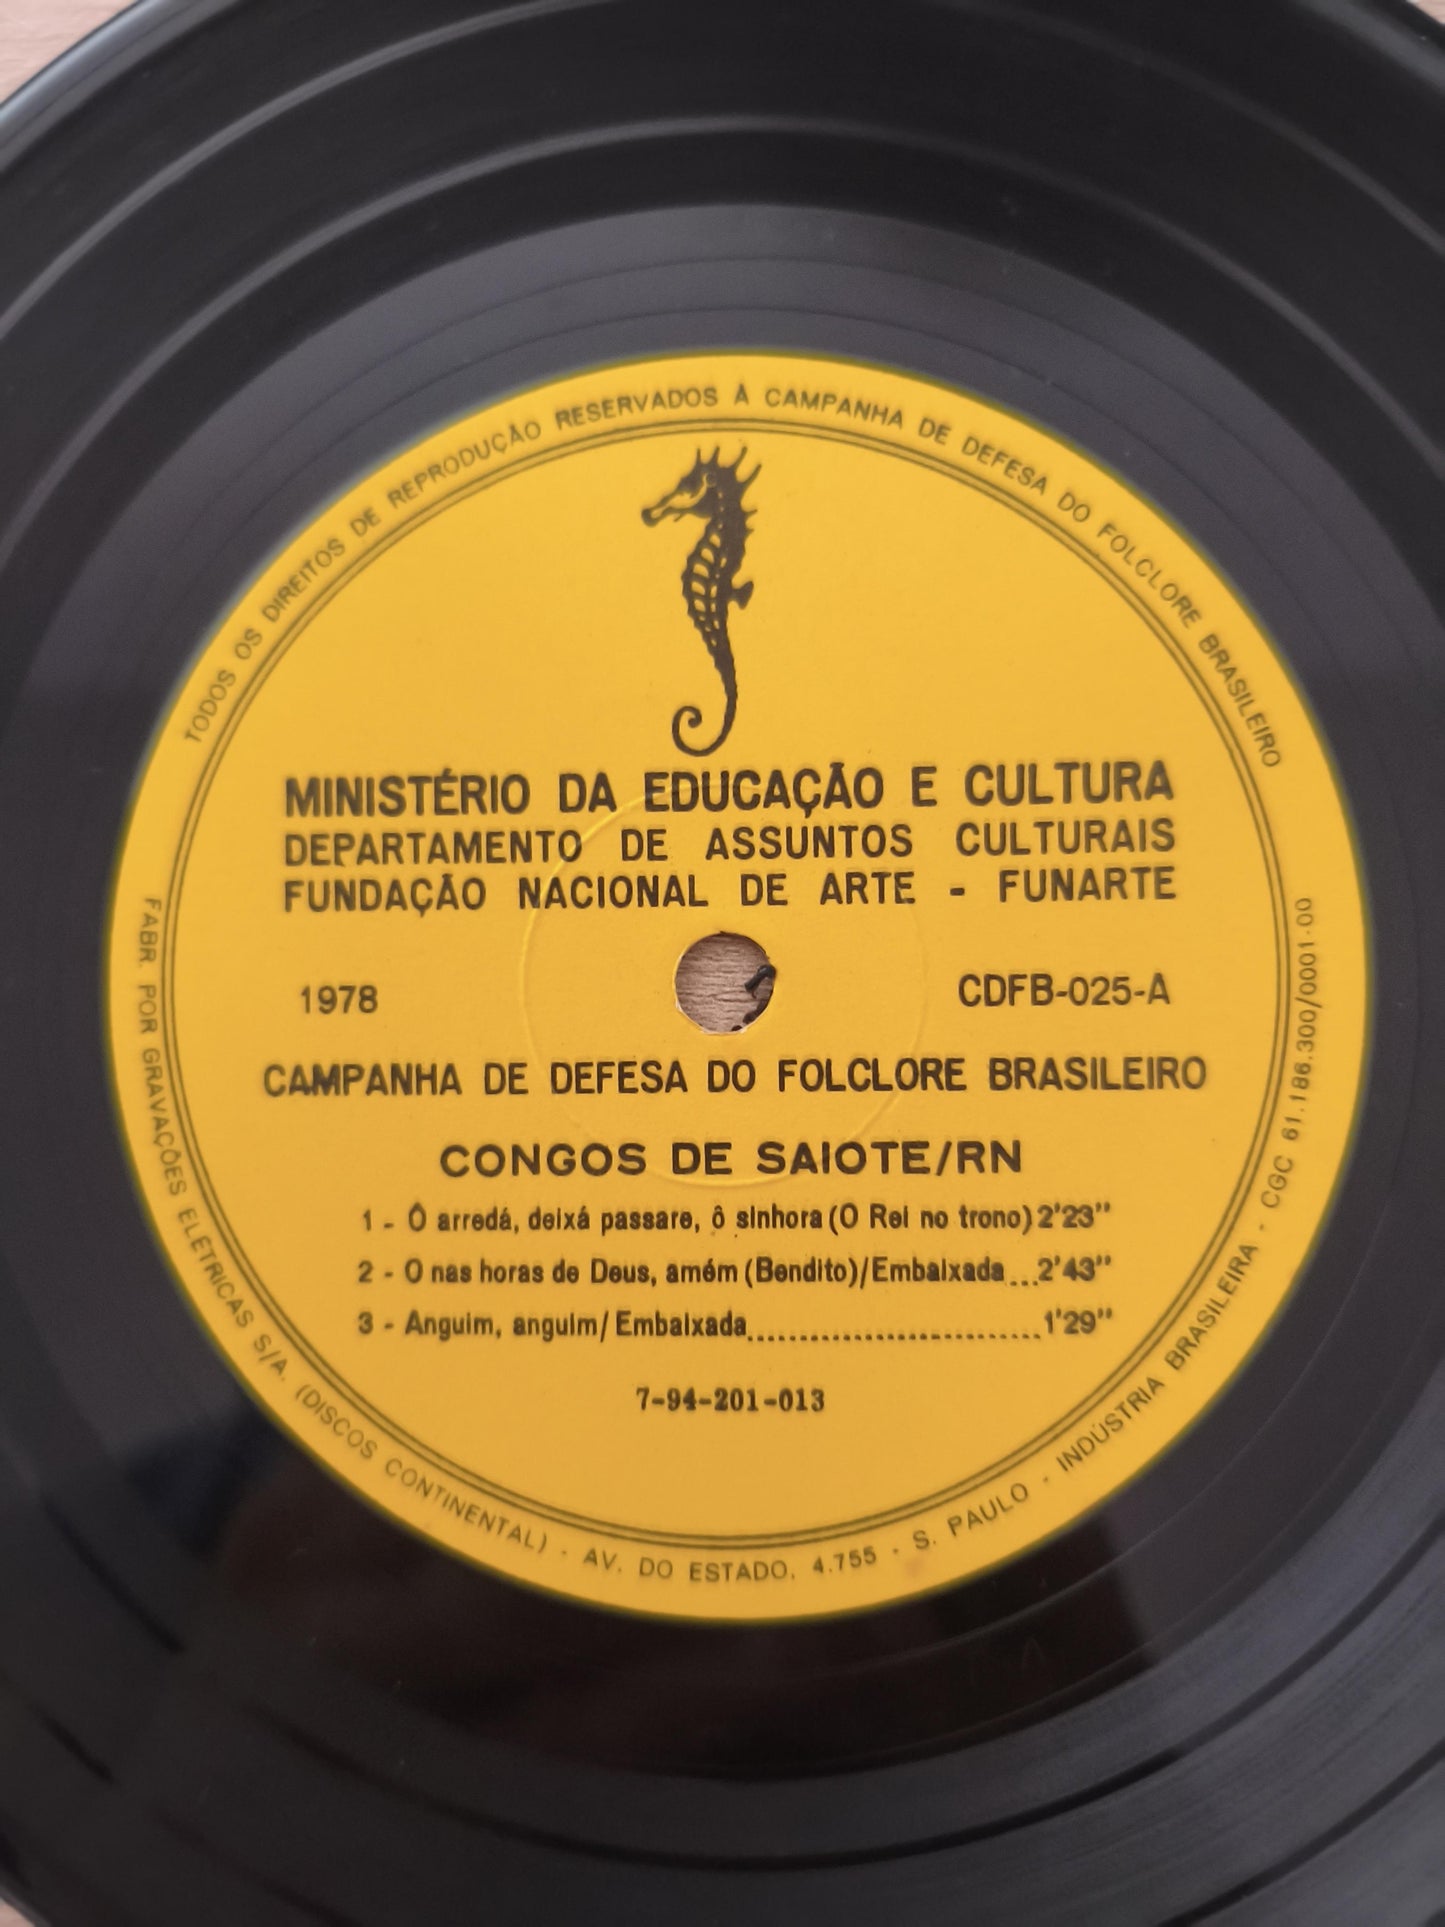 TODOS OS DIREITOS DE REPRODUÇÃO RESERVADOS À CAMPANHA DE DEFESA DO FOLCLORE BRASILEIRO
MINISTÉRIO DA EDUCAÇÃO E CULTURA
DEPARTAMENTO DE ASSUNTOS CULTURAIS
FUNDAÇÃO NACIONAL DE ARTE - FUNARTE
1978
CDFB-025-A
CAMPANHA DE DEFESA DO FOLCLORE BRASILEIRO
CONGOS DE SAIOTE/RN
1 - Ô arredá, deixá passare, ô sinhora (O Rei no trono) 2'23"
2 - O nas horas de Deus, amém (Bendito)/Embaixada...2'43"
3 - Anguim, anguim/Embaixada............................1'29"
7-94-201-013
FABR. POR GRAVAÇÕES ELÉTRICAS S/A. (DISCOS CONTINENTAL) - AV. DO ESTADO, 4.755 - S. PAULO - INDÚSTRIA BRASILEIRA - CGC 61.186.300/0001-00